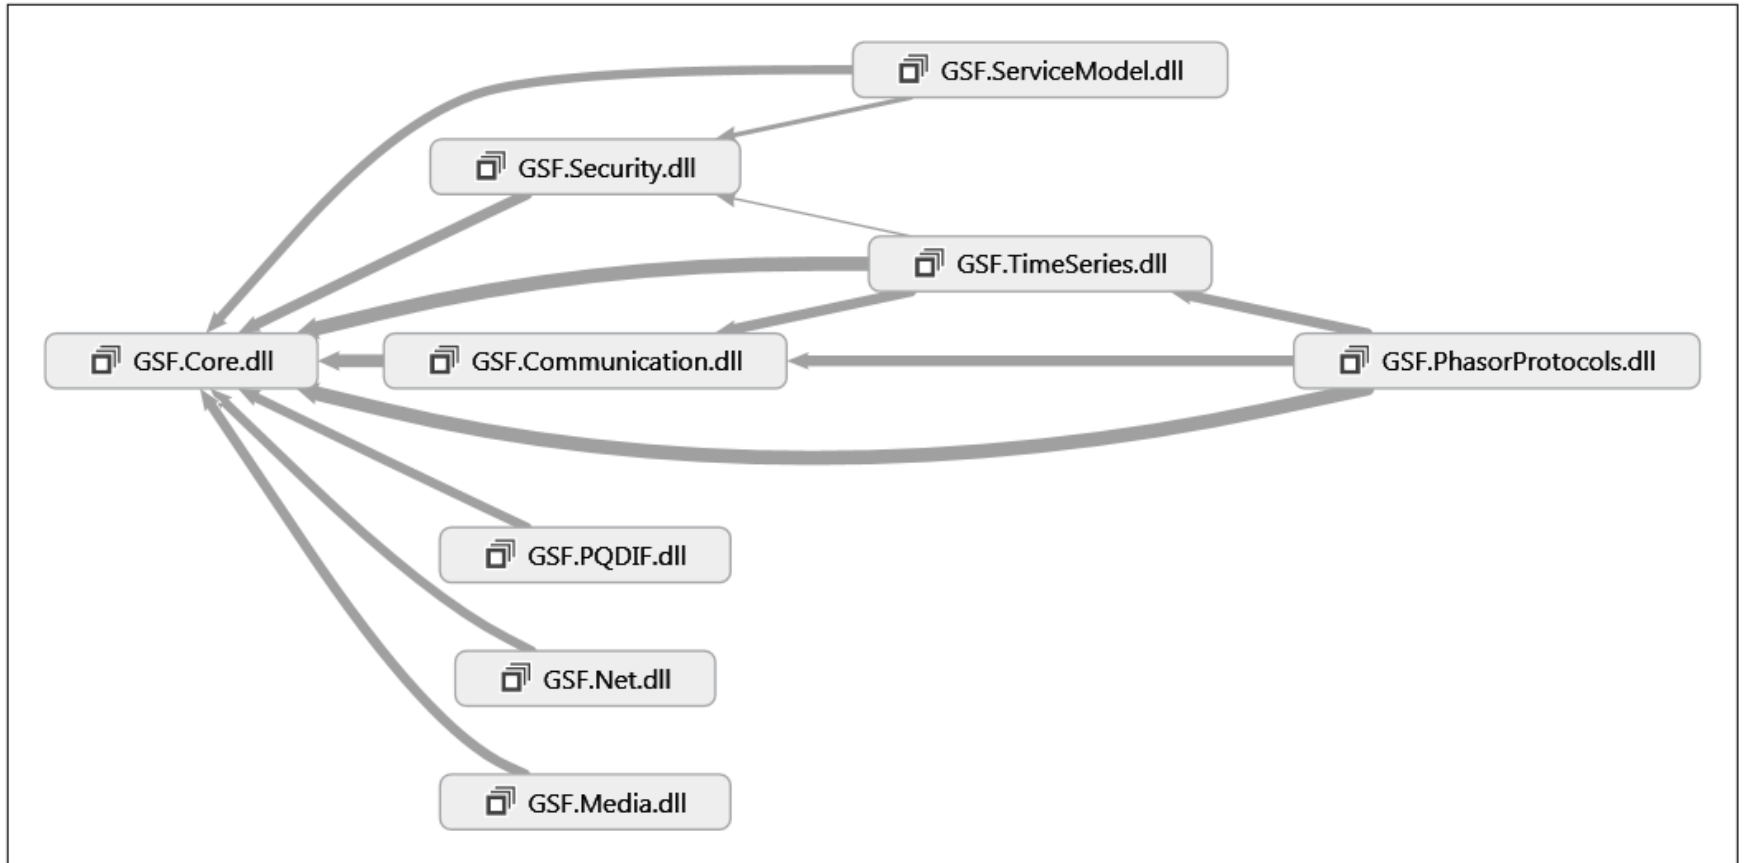 GSF.ServiceModel.dll
GSF.Security.dll
GSF.TimeSeries.dll
GSF.Core.dll
GSF.Communication.dll
GSF.PhasorProtocols.dll
GSF.PQDIF.dll
GSF.Net.dll
GSF.Media.dll